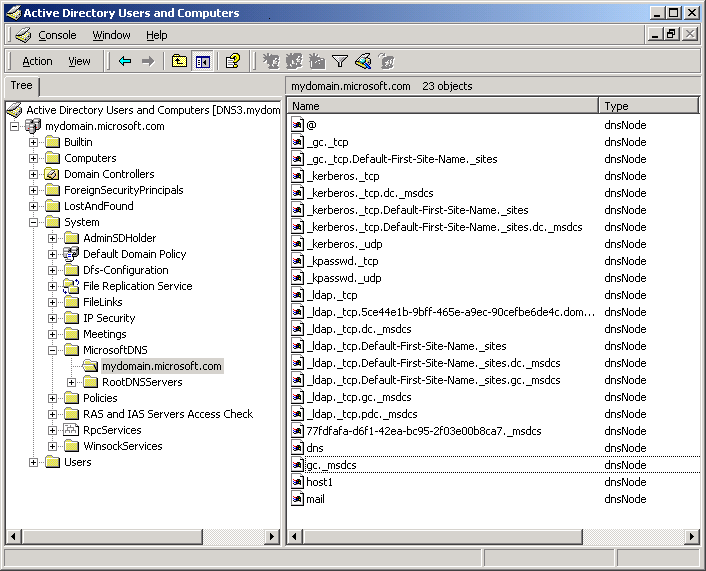 Active Directory Users and Computers
Console Window Help
Action View
Tree
mydomain.microsoft.com 23 objects
Active Directory Users and Computers [DNS3.mydom
mydomain.microsoft.com
Builtin
Computers
Domain Controllers
ForeignSecurityPrincipals
LostAndFound
System
AdminSDHolder
Default Domain Policy
Dfs-Configuration
File Replication Service
FileLinks
IP Security
Meetings
MicrosoftDNS
mydomain.microsoft.com
RootDNSServers
Policies
RAS and IAS Servers Access Check
RpcServices
WinsockServices
Users
Name Type
@ dnsNode
_gc._tcp dnsNode
_gc._tcp.Default-First-Site-Name._sites dnsNode
_kerberos._tcp dnsNode
_kerberos._tcp.dc._msdcs dnsNode
_kerberos._tcp.Default-First-Site-Name._sites dnsNode
_kerberos._tcp.Default-First-Site-Name._sites.dc._msdcs dnsNode
_kerberos._udp dnsNode
_kpasswd._tcp dnsNode
_kpasswd._udp dnsNode
_ldap._tcp dnsNode
_ldap._tcp.5ce44e1b-9bff-465e-a9ec-90cefbe6de4c.dom... dnsNode
_ldap._tcp.dc._msdcs dnsNode
_ldap._tcp.Default-First-Site-Name._sites dnsNode
_ldap._tcp.Default-First-Site-Name._sites.dc._msdcs dnsNode
_ldap._tcp.Default-First-Site-Name._sites.gc._msdcs dnsNode
_ldap._tcp.gc._msdcs dnsNode
_ldap._tcp.pdc._msdcs dnsNode
77fdfafa-d6f1-42ea-bc95-2f03e00b8ca7._msdcs dnsNode
dns dnsNode
gc._msdcs dnsNode
host1 dnsNode
mail dnsNode